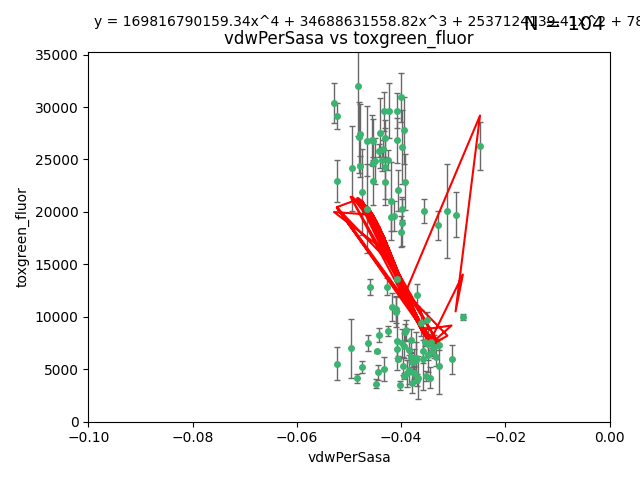 y = 169816790159.34x^4 + 34688631558.82x^3 + 2537124139.41x^2 + 78
N = 104
vdwPerSasa vs toxgreen_fluor
35000
30000
25000
20000
15000
10000
5000
0
toxgreen_fluor
−0.10 −0.08 −0.06 −0.04 −0.02 0.00
vdwPerSasa